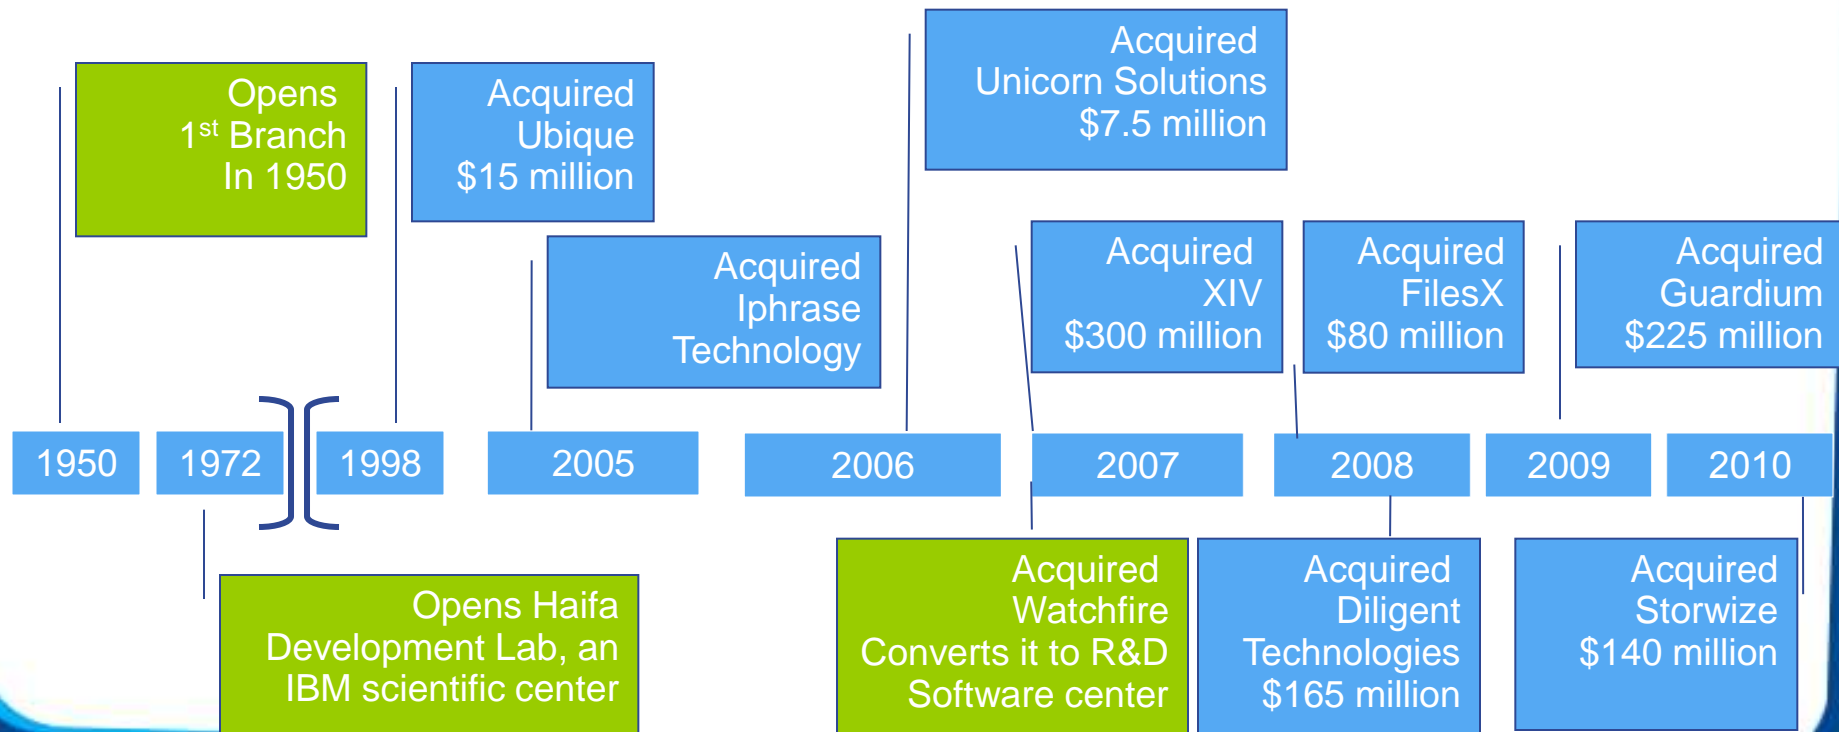 Opens
1st Branch
In 1950
Acquired
Ubique
$15 million
Acquired
Iphrase
Technology
Acquired
Unicorn Solutions
$7.5 million
Acquired
XIV
$300 million
Acquired
FilesX
$80 million
Acquired
Guardium
$225 million
1950
1972
1998
2005
2006
2007
2008
2009
2010
Opens Haifa
Development Lab, an
IBM scientific center
Acquired
Watchfire
Converts it to R&D
Software center
Acquired
Diligent
Technologies
$165 million
Acquired
Storwize
$140 million